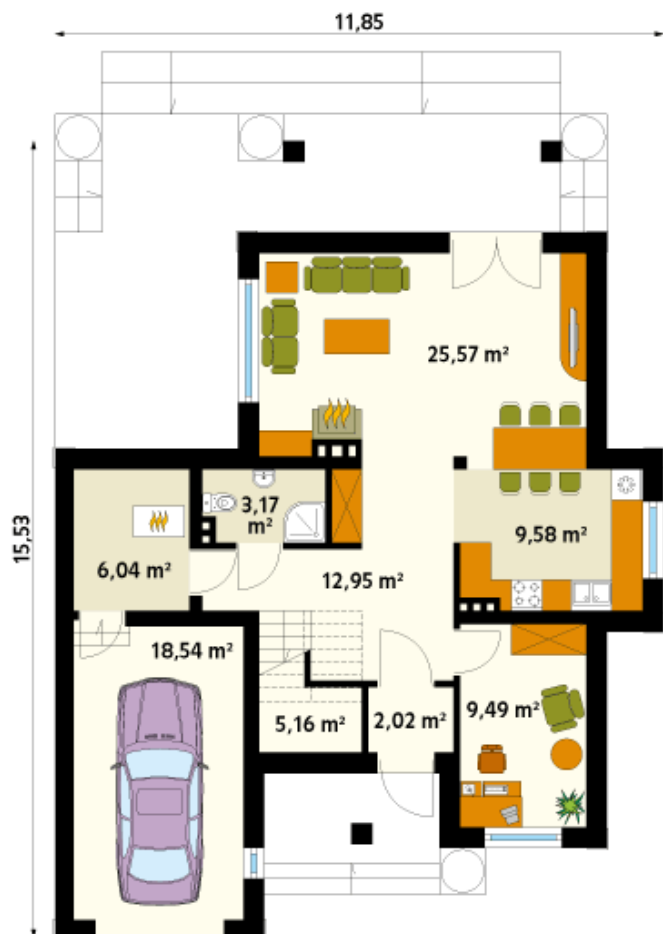 11,85
25,57 m²
15,53
3,17
m²
9,58 m²
6,04 m²
12,95 m²
18,54 m²
9,49 m²
5,16 m²
2,02 m²